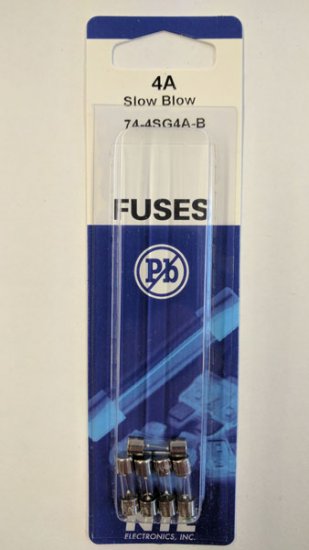 4A
Slow Blow
74-4SG4A-B
FUSES
Pb
NTE
ELECTRONICS, INC.